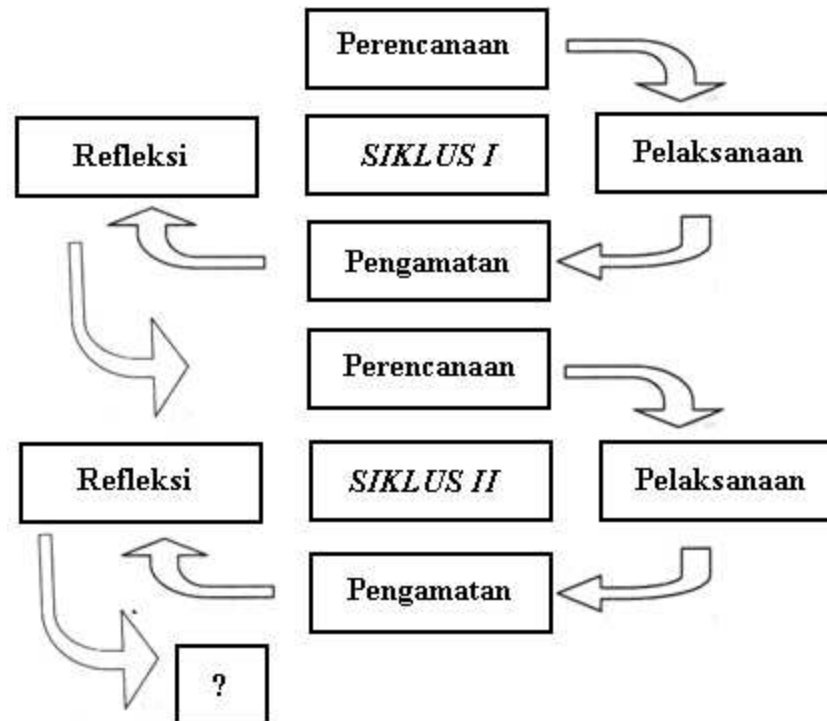 Perencanaan
Refleksi
SIKLUS I
Pelaksanaan
Pengamatan
Perencanaan
Refleksi
SIKLUS II
Pelaksanaan
Pengamatan
?